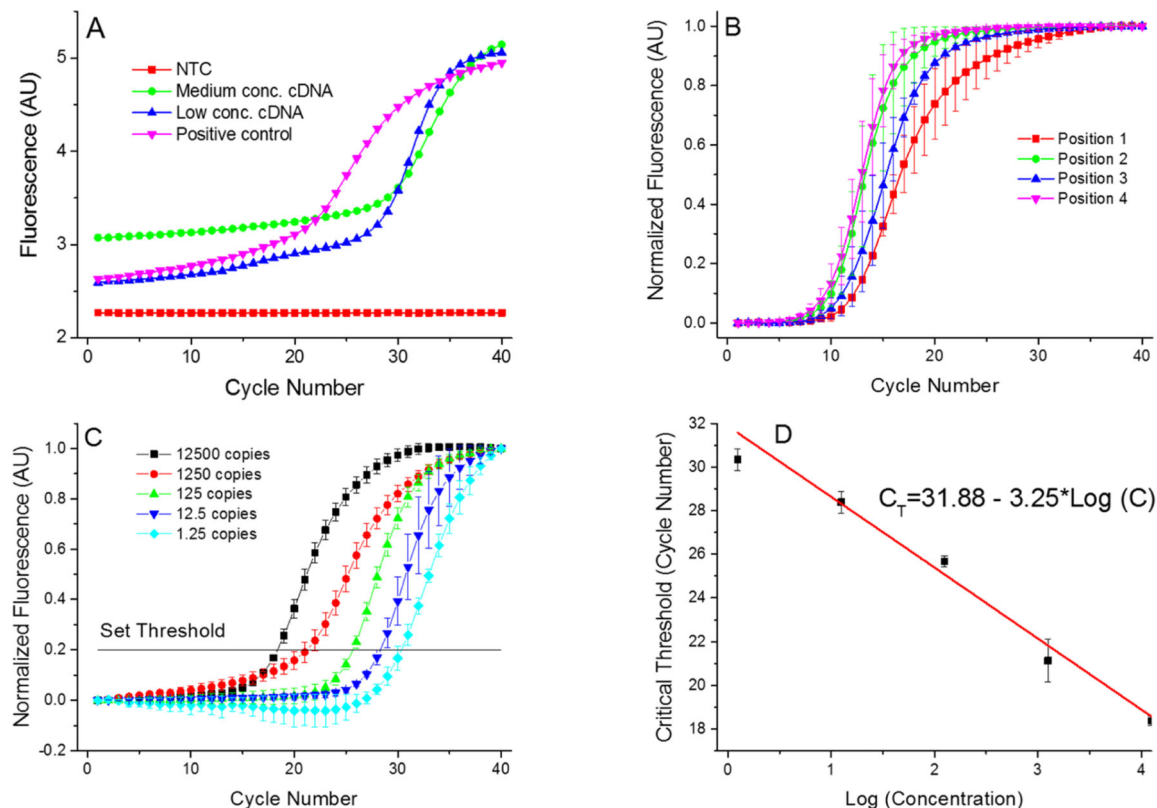 A
NTC
Medium conc. cDNA
Low conc. cDNA
Positive control
Fluorescence (AU)
5
4
3
2
0
10
20
30
40
Cycle Number
B
Position 1
Position 2
Position 3
Position 4
Normalized Fluorescence (AU)
1.0
0.8
0.6
0.4
0.2
0.0
0
10
20
30
40
Cycle Number
C
12500 copies
1250 copies
125 copies
12.5 copies
1.25 copies
Set Threshold
Normalized Fluorescence (AU)
1.0
0.8
0.6
0.4
0.2
0.0
-0.2
0
10
20
30
40
Cycle Number
D
C_T=31.88 - 3.25*Log (C)
Critical Threshold (Cycle Number)
32
30
28
26
24
22
20
18
0
1
2
3
4
Log (Concentration)